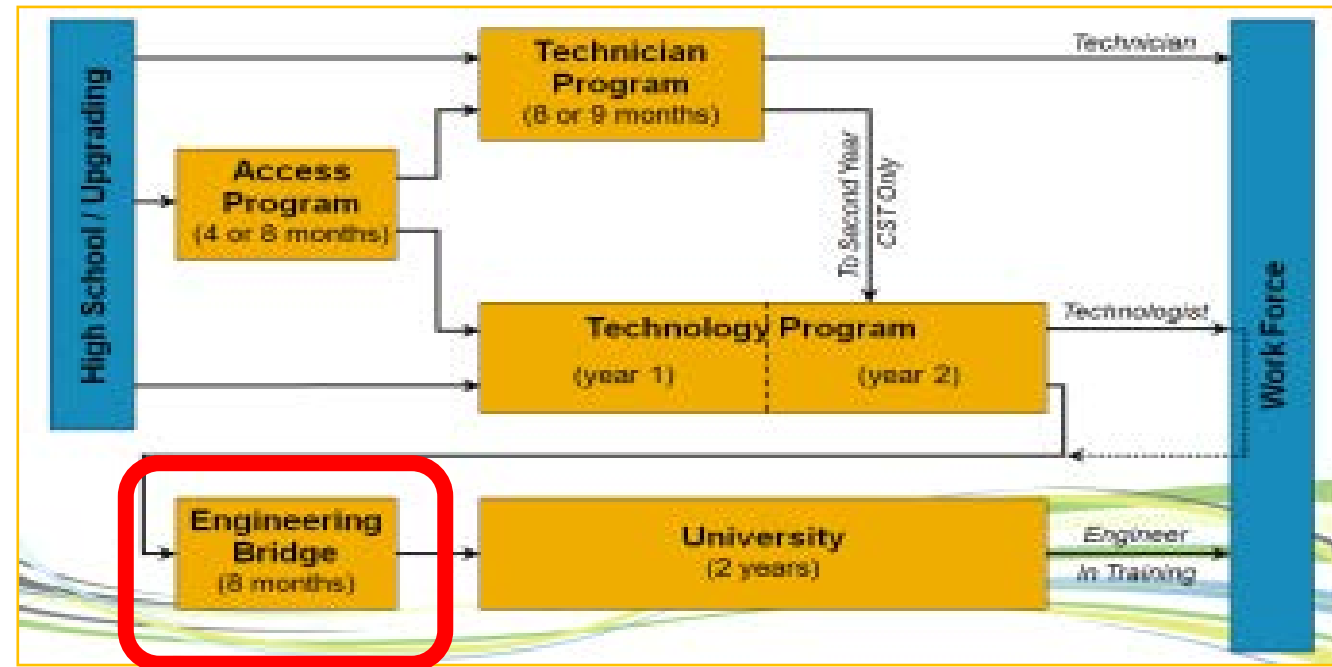 High School / Upgrading
Access
Program
(4 or 8 months)
Technician
Program
(8 or 9 months)
Technician
To Second Year
CST Only
Technology Program
(year 1) (year 2)
Technologist
Work Force
Engineering
Bridge
(8 months)
University
(2 years)
Engineer
In Training